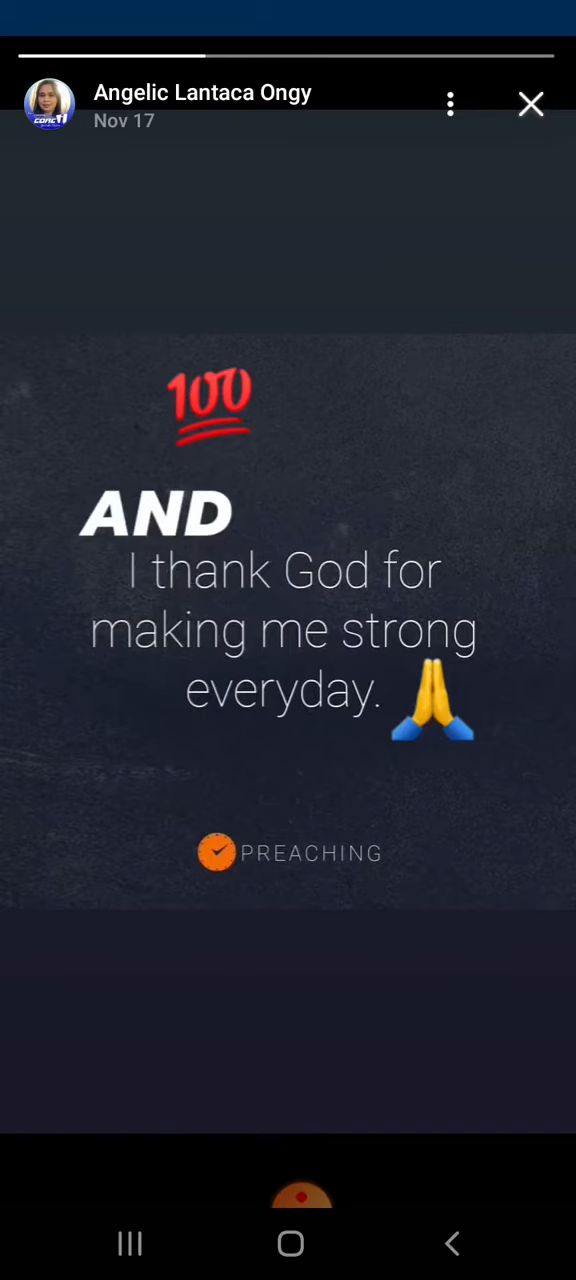 Angelic Lantaca Ongy
Nov 17
💯
AND
I thank God for
making me strong
everyday. 🙏
PREACHING